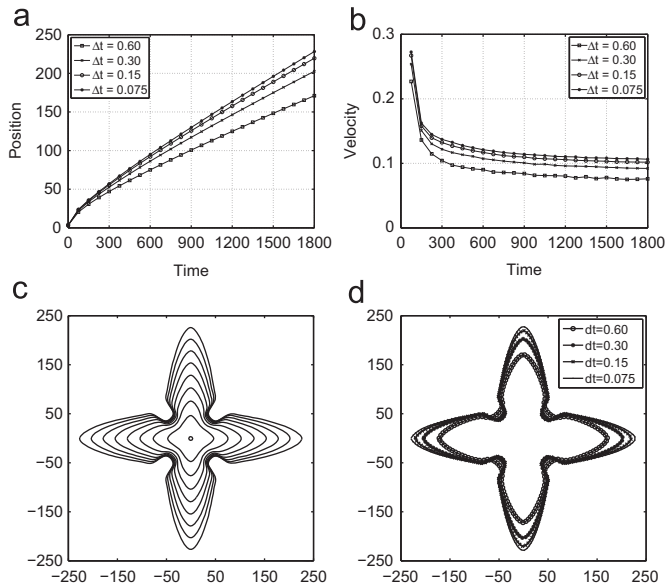 a
250
200
150
100
50
0
Position
Δt = 0.60
Δt = 0.30
Δt = 0.15
Δt = 0.075
0 300 600 900 1200 1500 1800
Time
b
0.3
0.2
0.1
0
Velocity
Δt = 0.60
Δt = 0.30
Δt = 0.15
Δt = 0.075
0 300 600 900 1200 1500 1800
Time
c
250
150
50
−50
−150
−250
−250 −150 −50 50 150 250
d
250
150
50
−50
−150
−250
dt=0.60
dt=0.30
dt=0.15
dt=0.075
−250 −150 −50 50 150 250